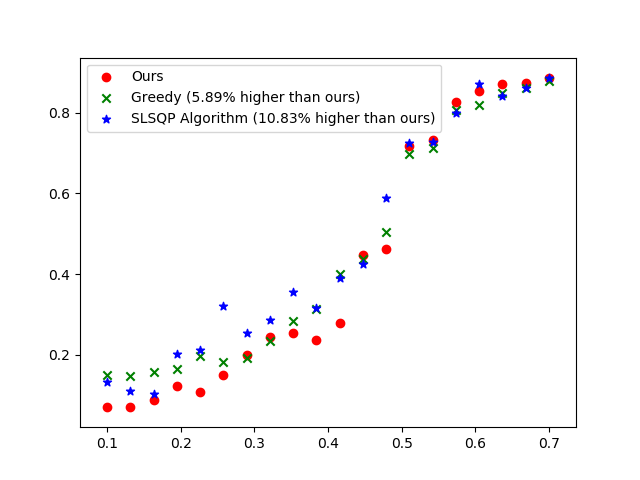 Ours
Greedy (5.89% higher than ours)
SLSQP Algorithm (10.83% higher than ours)
0.8
0.6
0.4
0.2
0.1 0.2 0.3 0.4 0.5 0.6 0.7